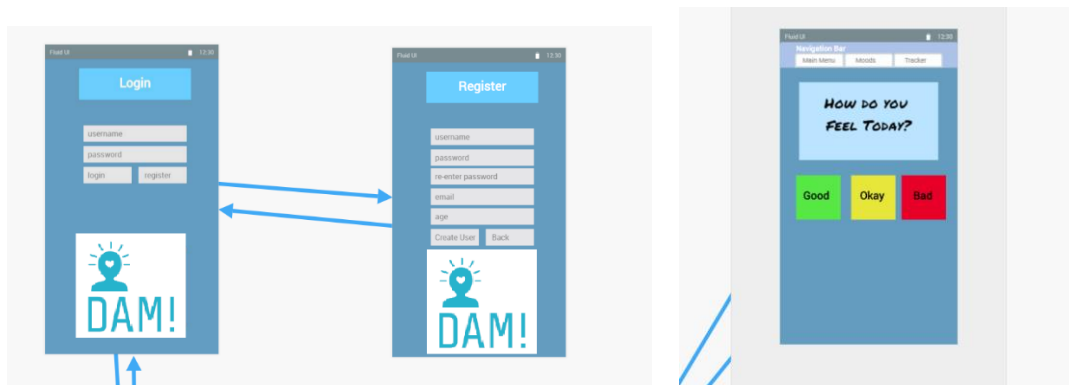 Fluid UI 12:30
Login
username
password
login register
DAM!
Fluid UI 12:30
Register
username
password
re-enter password
email
age
Create User Back
DAM!
Fluid UI 12:30
Navigation Bar
Main Menu Moods Tracker
How do you
Feel Today?
Good Okay Bad